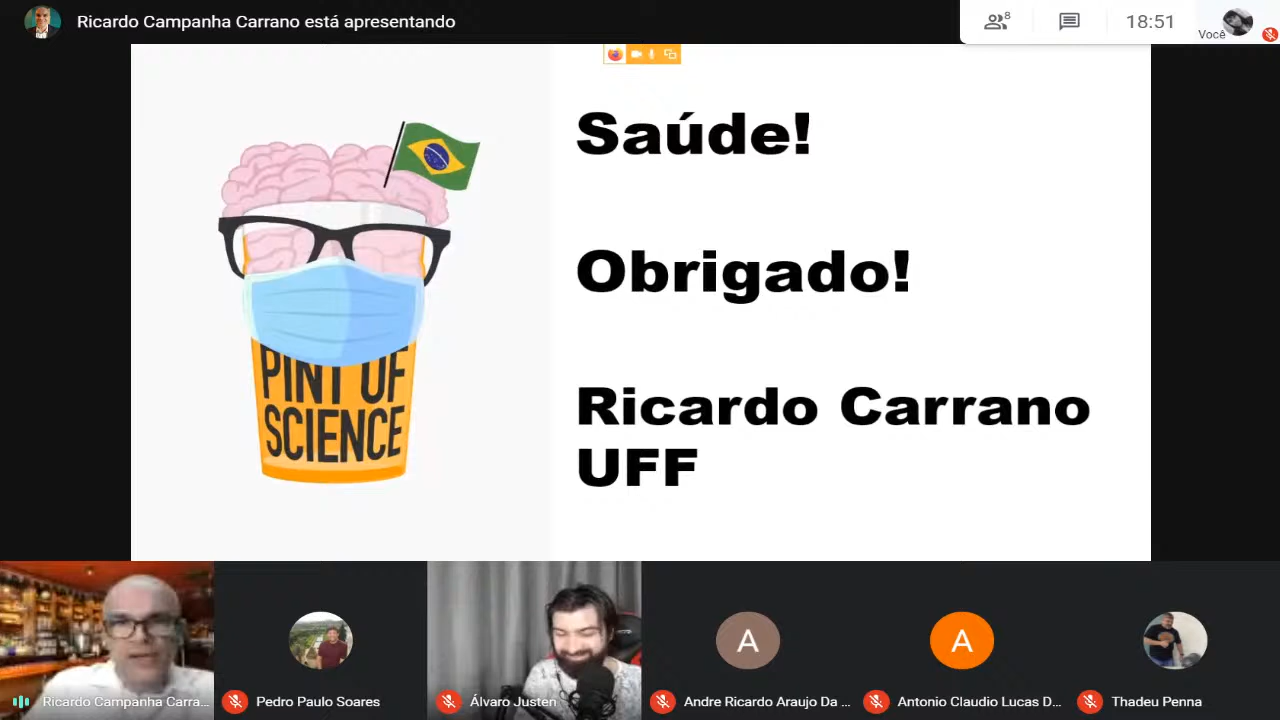 Ricardo Campanha Carrano está apresentando
8
18:51
Você
Saúde!
Obrigado!
Ricardo Carrano
UFF
PINT OF
SCIENCE
Ricardo Campanha Carra...
Pedro Paulo Soares
Álvaro Justen
A
Andre Ricardo Araujo Da ...
A
Antonio Claudio Lucas D...
Thadeu Penna